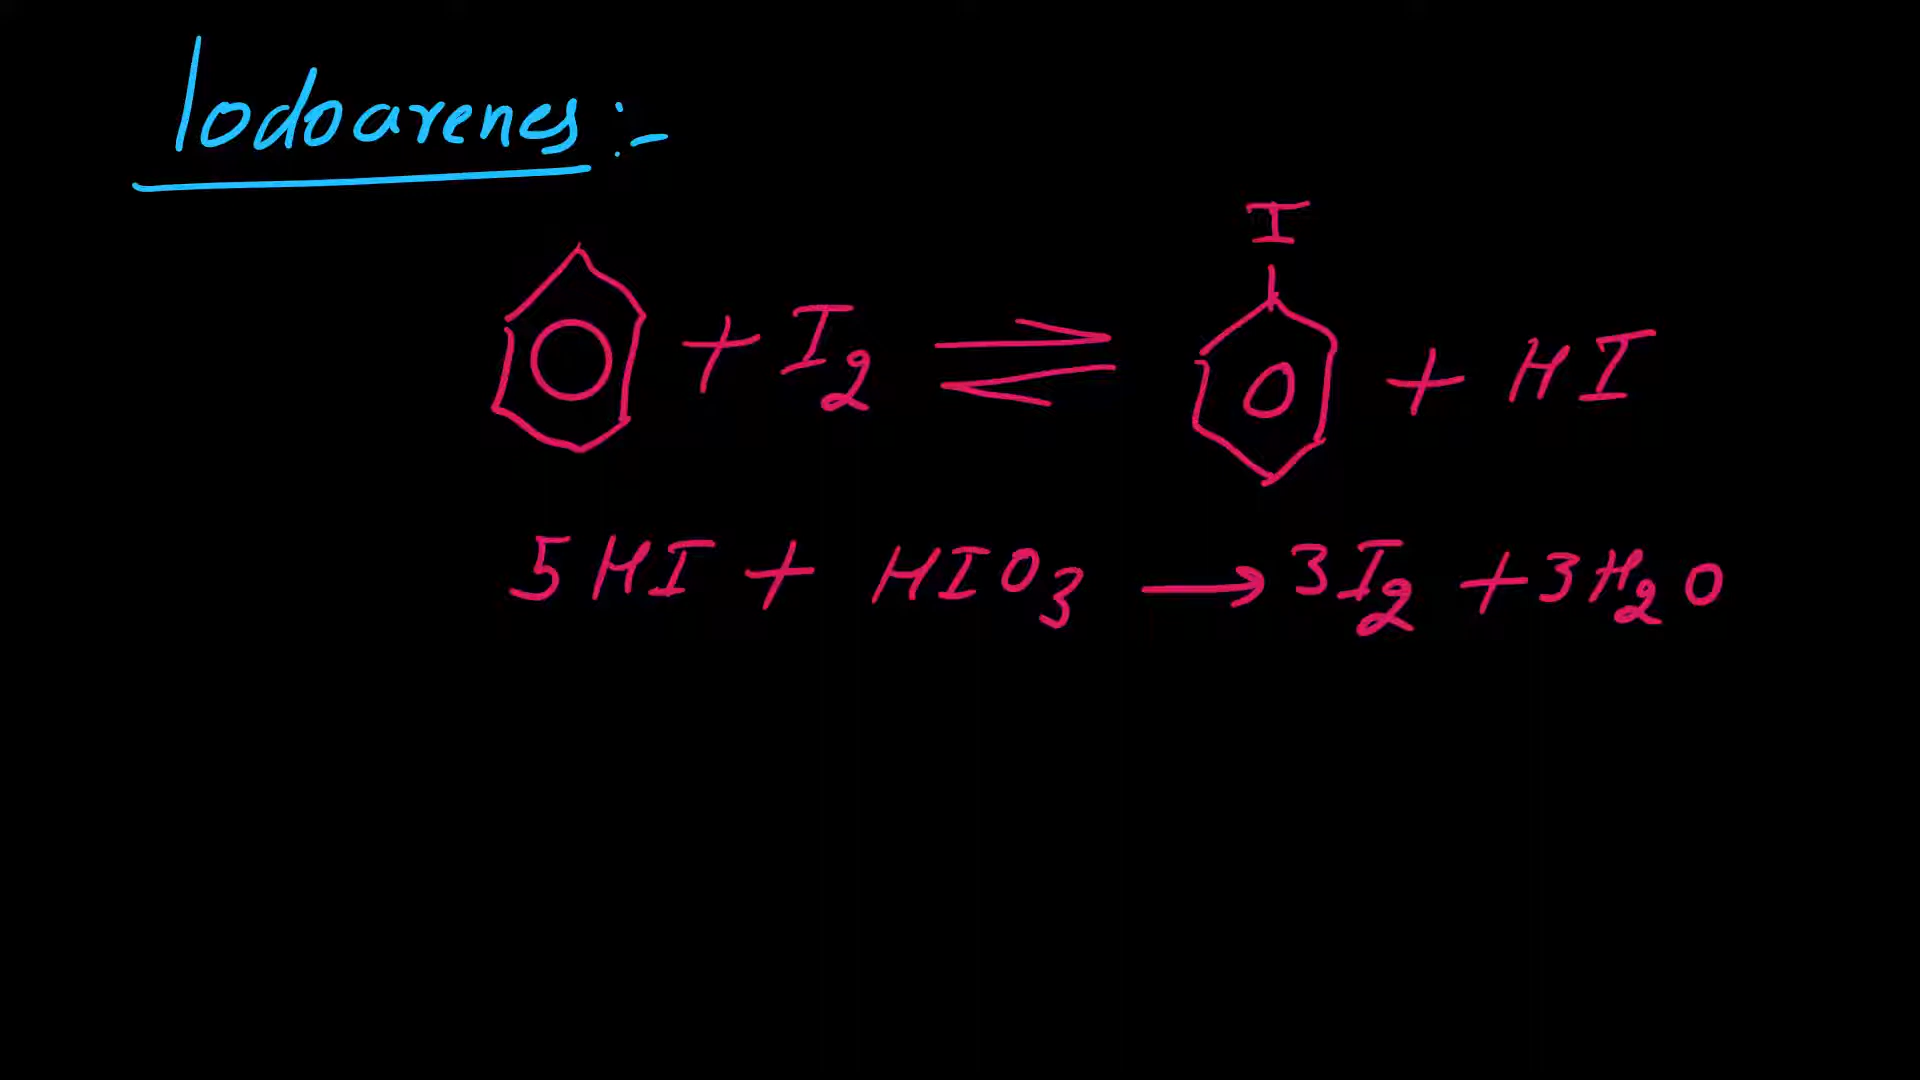 Iodoarenes :-
I
+ I2 ⇌ + HI
5HI + HIO3 → 3I2 + 3H2O